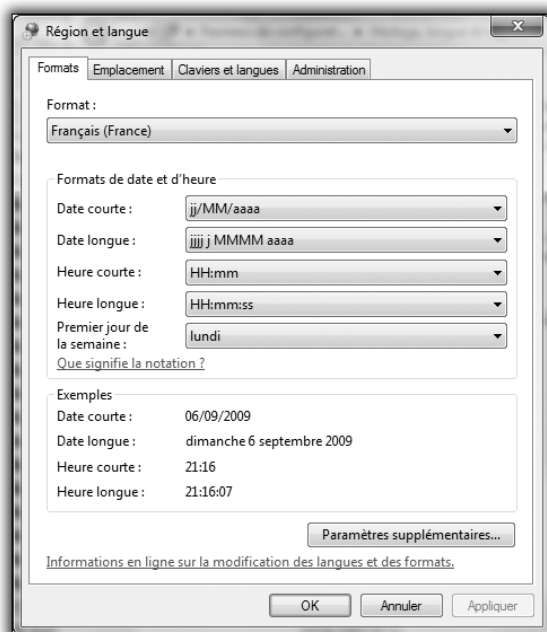 Région et langue
Formats
Emplacement
Claviers et langues
Administration
Format :
Français (France)
Formats de date et d'heure
Date courte :
jj/MM/aaaa
Date longue :
jjjj j MMMM aaaa
Heure courte :
HH:mm
Heure longue :
HH:mm:ss
Premier jour de
la semaine :
lundi
Que signifie la notation ?
Exemples
Date courte :
06/09/2009
Date longue :
dimanche 6 septembre 2009
Heure courte :
21:16
Heure longue :
21:16:07
Paramètres supplémentaires...
Informations en ligne sur la modification des langues et des formats.
OK
Annuler
Appliquer